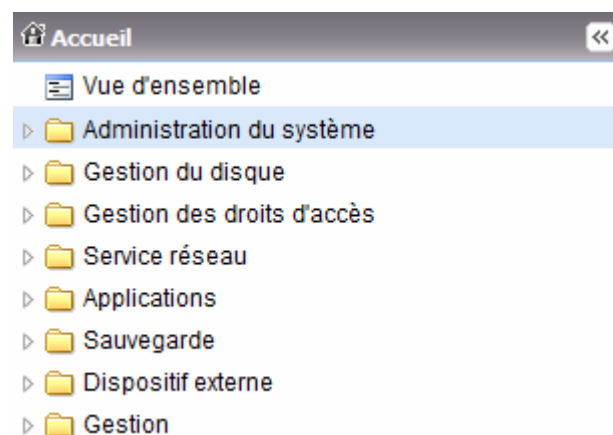 Accueil
Vue d'ensemble
Administration du système
Gestion du disque
Gestion des droits d'accès
Service réseau
Applications
Sauvegarde
Dispositif externe
Gestion